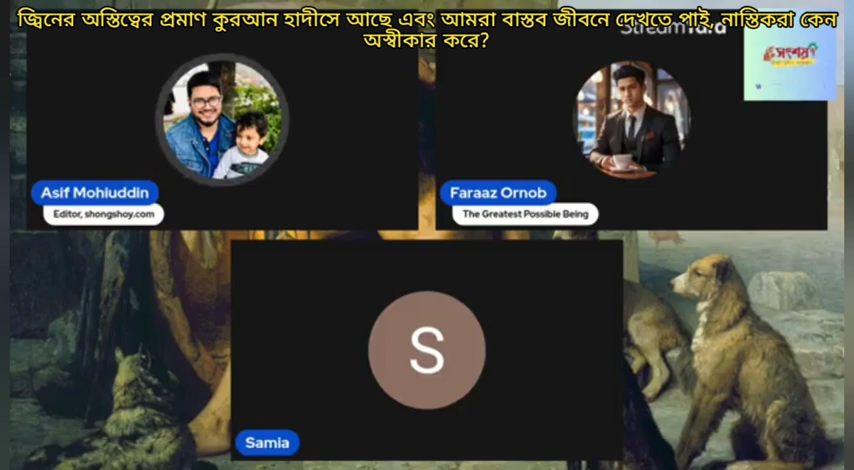 জ্বিনের অস্তিত্বের প্রমাণ কুরআন হাদীসে আছে এবং আমরা বাস্তব জীবনে দেখতে পাই, নাস্তিকরা কেন
অস্বীকার করে?
StreamYard
সংশয়
Asif Mohiuddin
Editor, shongshoy.com
Faraaz Ornob
The Greatest Possible Being
S
Samia